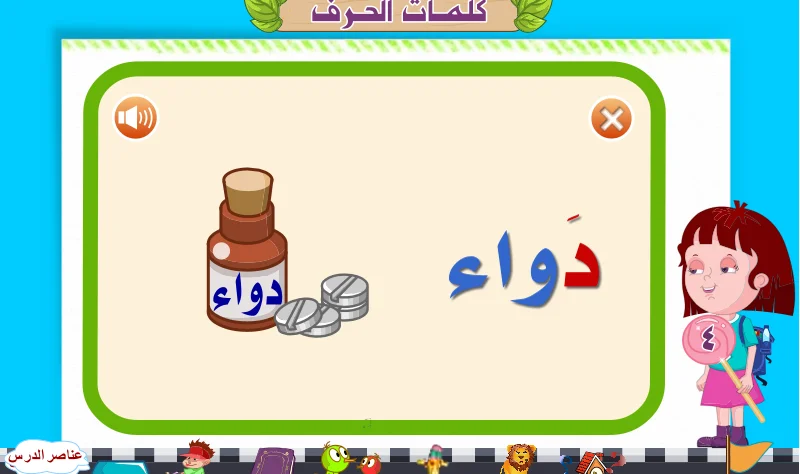 كلمات الحرف
دَواء
دواء
٤
عناصر الدرس